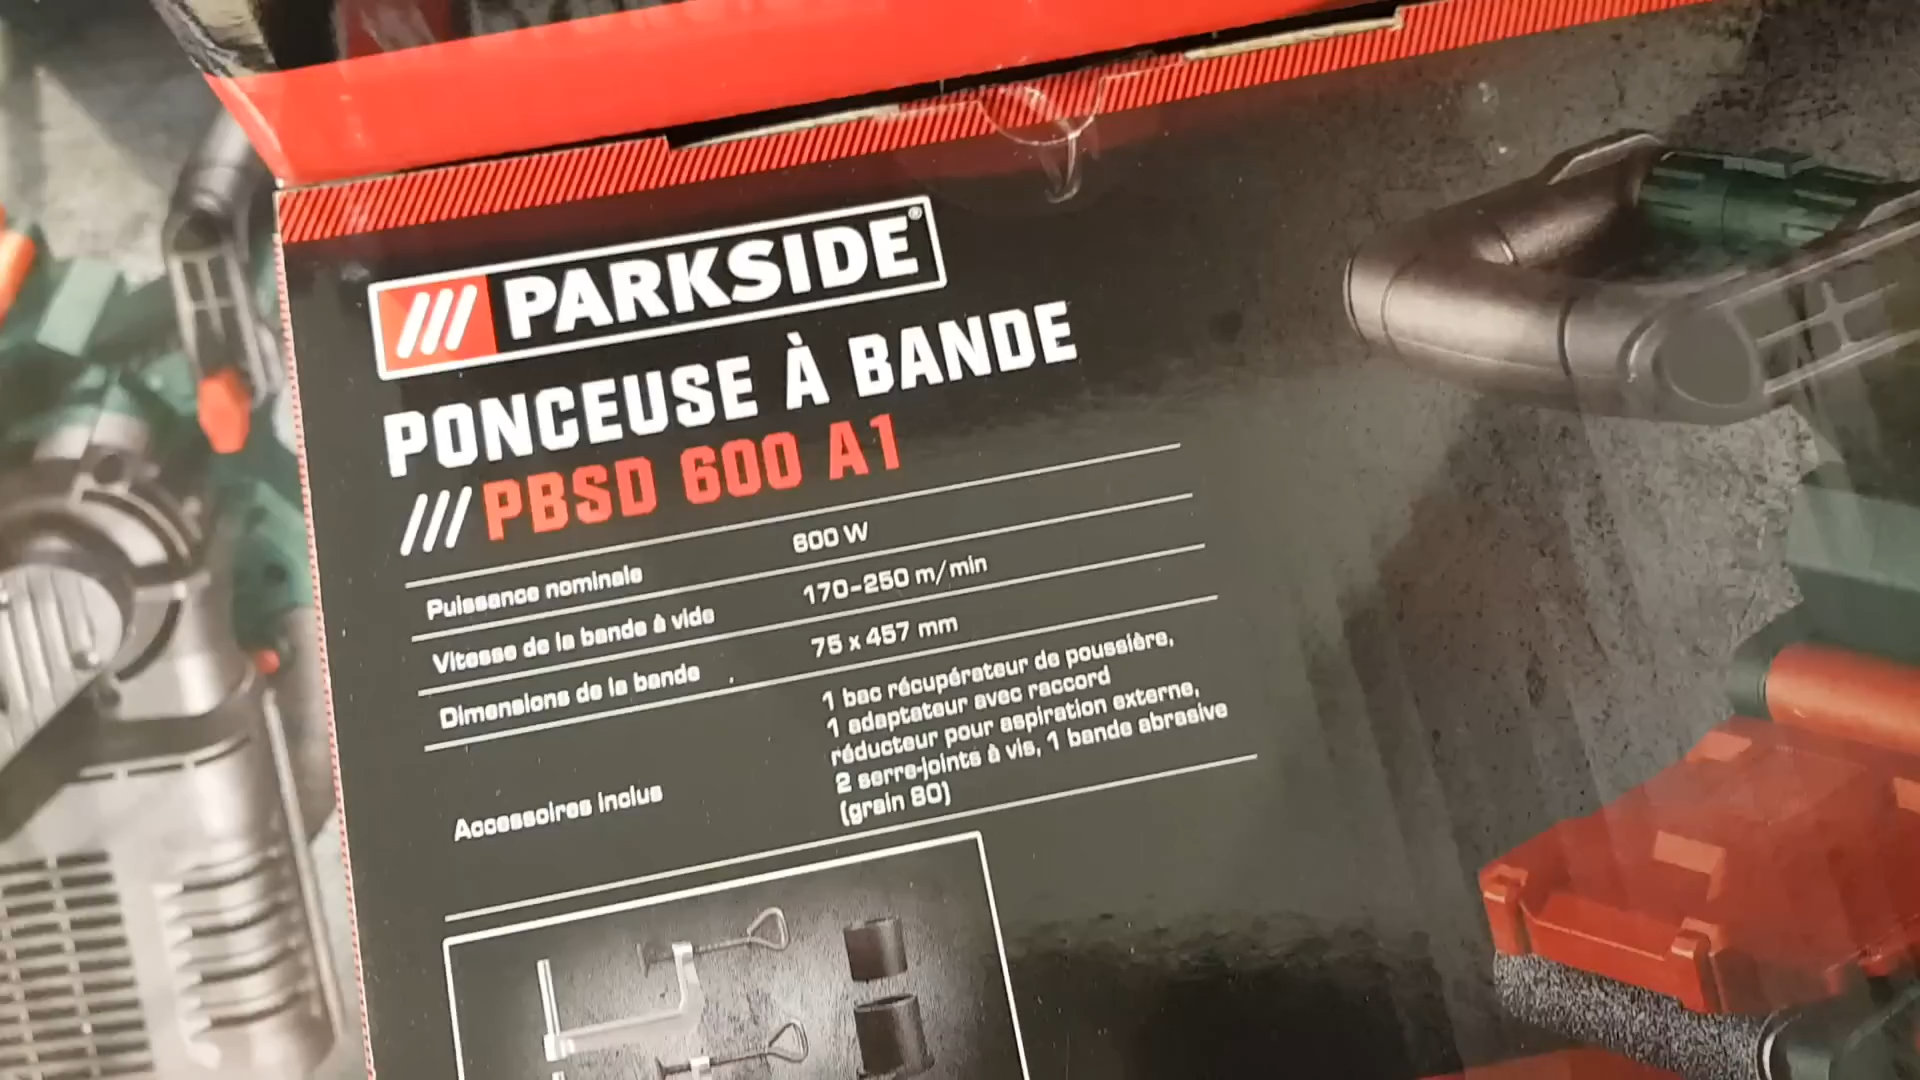 PARKSIDE®
PONCEUSE À BANDE
/// PBSD 600 A1
Puissance nominale 600 W
Vitesse de la bande à vide 170-250 m/min
Dimensions de la bande 75 x 457 mm
Accessoires inclus
1 bac récupérateur de poussière,
1 adaptateur avec raccord
réducteur pour aspiration externe,
2 serre-joints à vis, 1 bande abrasive
(grain 80)